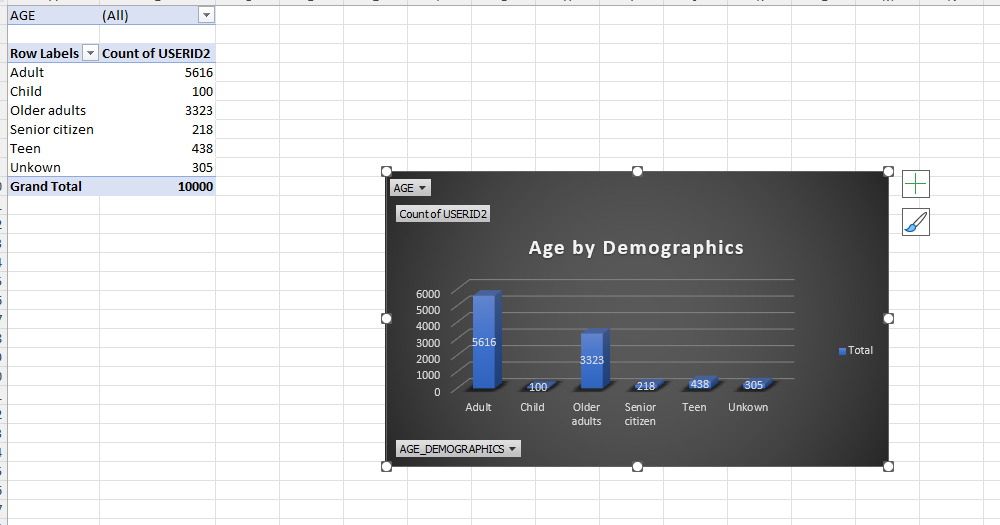 AGE (All)
Row Labels Count of USERID2
Adult 5616
Child 100
Older adults 3323
Senior citizen 218
Teen 438
Unkown 305
Grand Total 10000
AGE
Count of USERID2
Age by Demographics
6000
5000
4000
3000
2000
1000
0
5616
100
3323
218
438
305
Adult
Child
Older
adults
Senior
citizen
Teen
Unkown
Total
AGE_DEMOGRAPHICS